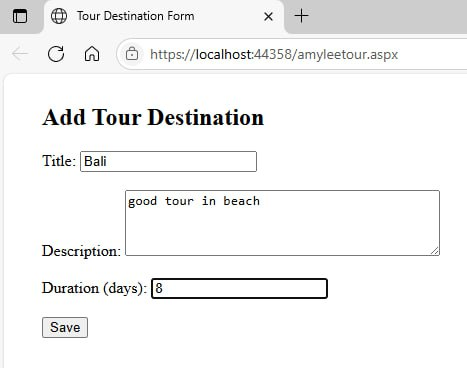 Tour Destination Form
https://localhost:44358/amyleetour.aspx
Add Tour Destination
Title: Bali
good tour in beach
Description:
Duration (days): 8
Save